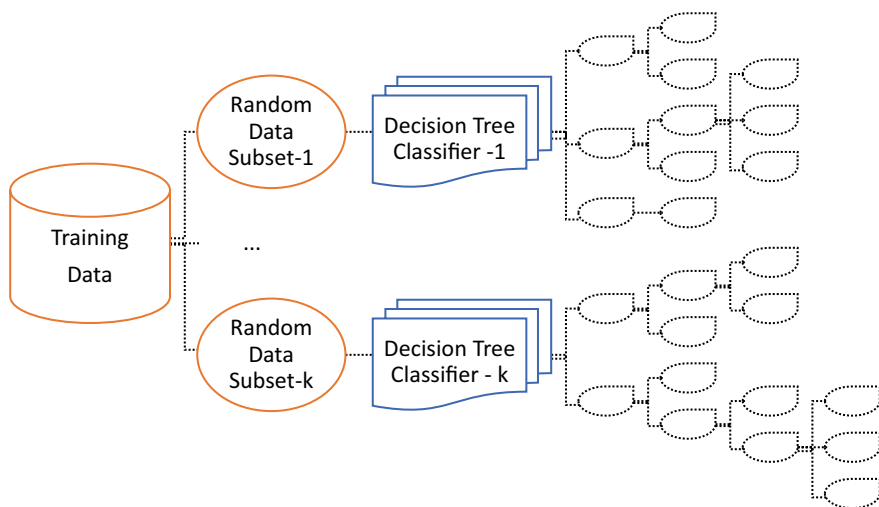 Training
Data
Random
Data
Subset-1
Decision Tree
Classifier -1
...
Random
Data
Subset-k
Decision Tree
Classifier - k